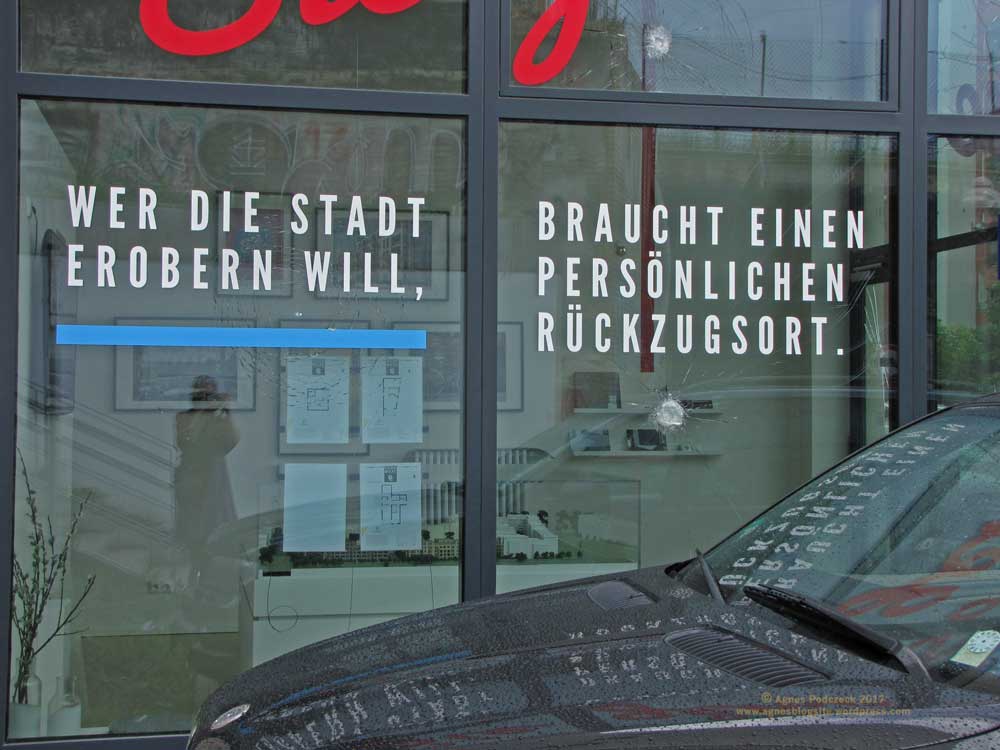 WER DIE STADT
EROBERN WILL,
BRAUCHT EINEN
PERSÖNLICHEN
RÜCKZUGSORT.
© Agnes Podczeck 2012
www.agnesblogsite.wordpress.com